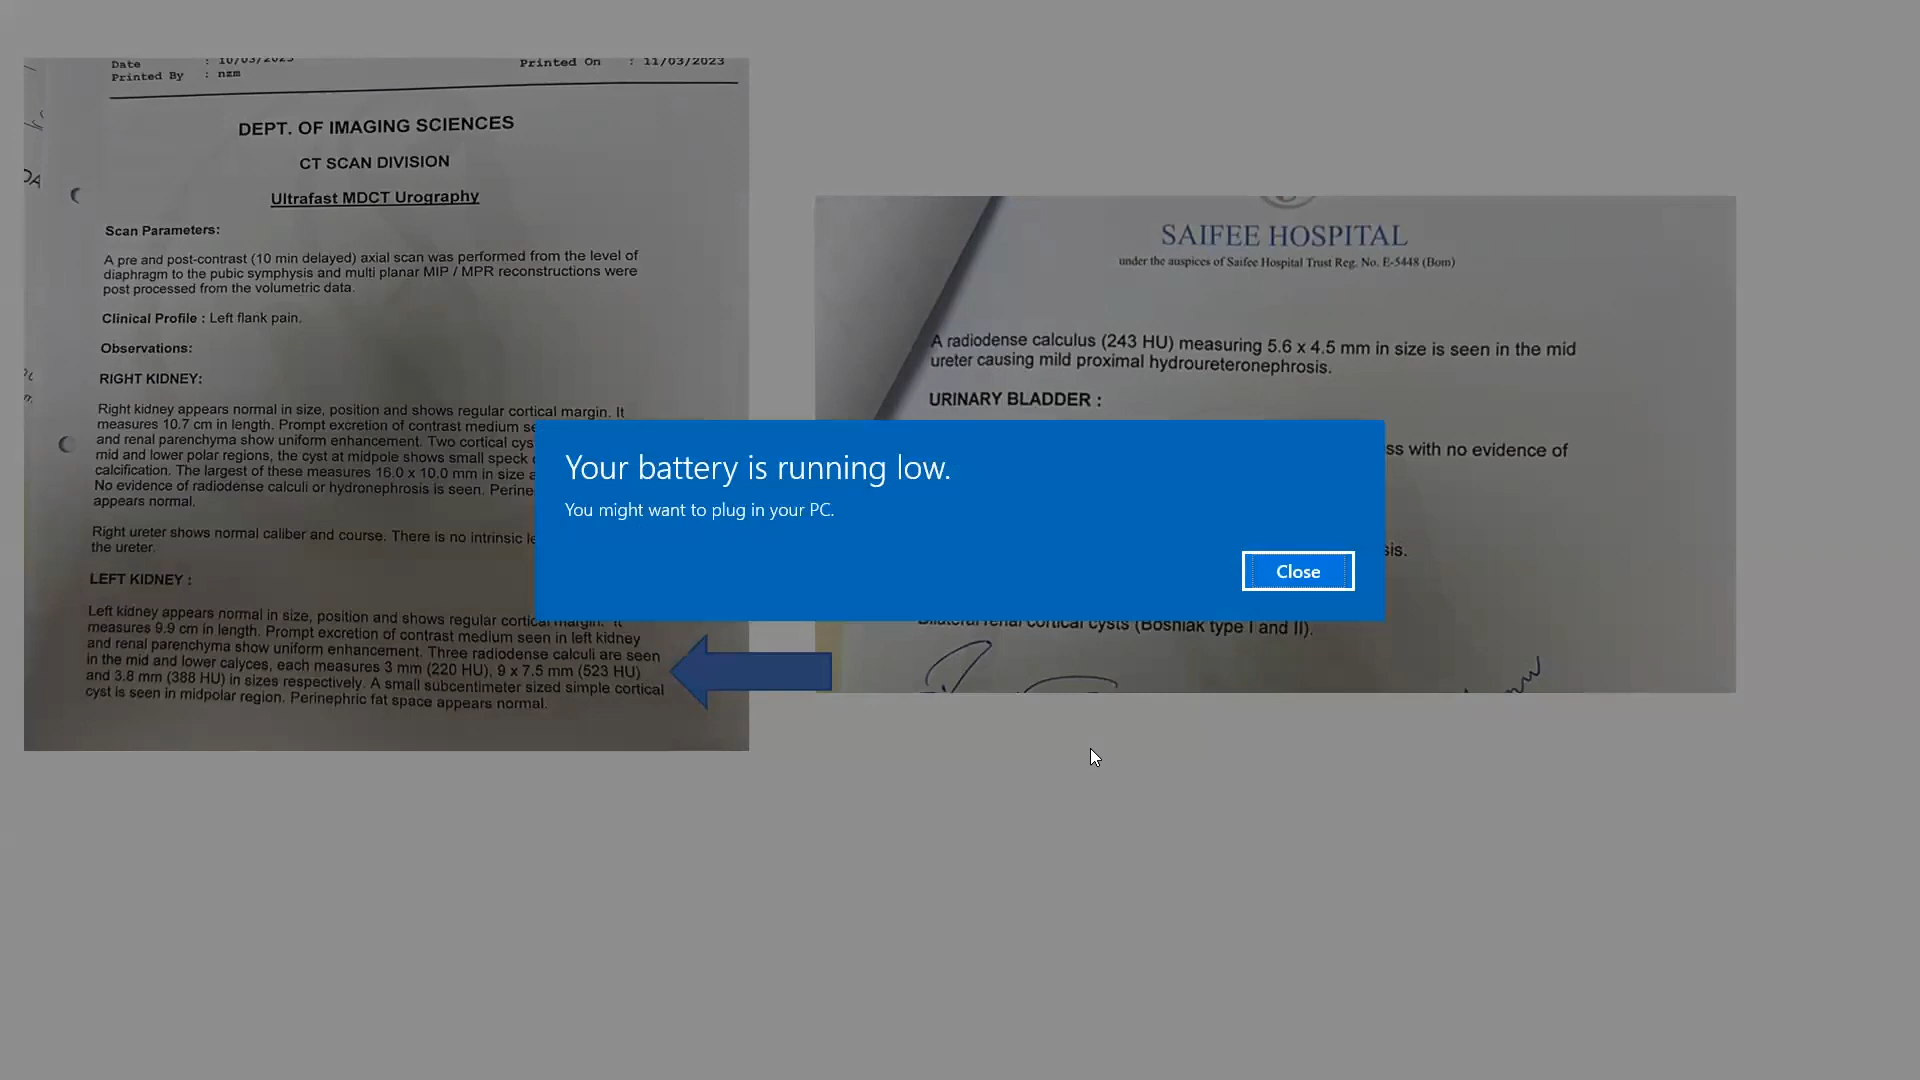 Date : 10/03/2023
Printed By : nzm
Printed On : 11/03/2023
DEPT. OF IMAGING SCIENCES
CT SCAN DIVISION
Ultrafast MDCT Urography
Scan Parameters:
A pre and post-contrast (10 min delayed) axial scan was performed from the level of
diaphragm to the pubic symphysis and multi planar MIP / MPR reconstructions were
post processed from the volumetric data.
Clinical Profile : Left flank pain.
Observations:
RIGHT KIDNEY:
Right kidney appears normal in size, position and shows regular cortical margin. It
measures 10.7 cm in length. Prompt excretion of contrast medium
and renal parenchyma show uniform enhancement. Two cortical
mid and lower polar regions, the cyst at midpole shows small speck
calcification. The largest of these measures 16.0 x 10.0 mm in size
No evidence of radiodense calculi or hydronephrosis is seen.
appears normal.
Right ureter shows normal caliber and course. There is no intrinsic
the ureter.
LEFT KIDNEY :
Left kidney appears normal in size, position and shows regular cortical margin. It
measures 9.9 cm in length. Prompt excretion of contrast medium seen in left kidney
and renal parenchyma show uniform enhancement. Three radiodense calculi are seen
in the mid and lower calyces, each measures 3 mm (220 HU), 9 x 7.5 mm (523 HU)
and 3.8 mm (388 HU) in sizes respectively. A small subcentimeter sized simple cortical
cyst is seen in midpolar region. Perinephric fat space appears normal.
SAIFEE HOSPITAL
under the auspices of Saifee Hospital Trust Reg. No. E-5448 (Bom)
A radiodense calculus (243 HU) measuring 5.6 x 4.5 mm in size is seen in the mid
ureter causing mild proximal hydroureteronephrosis.
URINARY BLADDER :
with no evidence of
Bilateral renal cortical cysts (Bosniak type I and II).
Your battery is running low.
You might want to plug in your PC.
Close